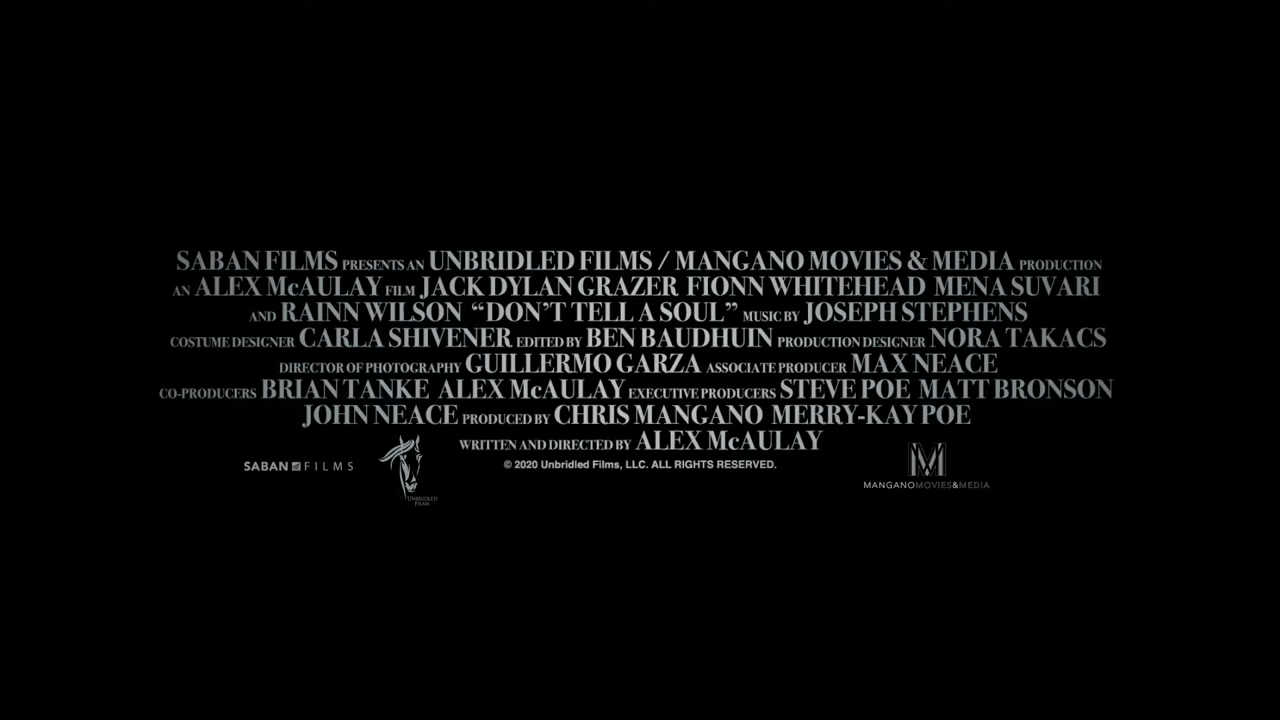 SABAN FILMS PRESENTS AN UNBRIDLED FILMS / MANGANO MOVIES & MEDIA PRODUCTION
AN ALEX McAULAY FILM JACK DYLAN GRAZER FIONN WHITEHEAD MENA SUVARI
AND RAINN WILSON “DON’T TELL A SOUL” MUSIC BY JOSEPH STEPHENS
COSTUME DESIGNER CARLA SHIVENER EDITED BY BEN BAUDHUIN PRODUCTION DESIGNER NORA TAKACS
DIRECTOR OF PHOTOGRAPHY GUILLERMO GARZA ASSOCIATE PRODUCER MAX NEACE
CO-PRODUCERS BRIAN TANKE ALEX McAULAY EXECUTIVE PRODUCERS STEVE POE MATT BRONSON
JOHN NEACE PRODUCED BY CHRIS MANGANO MERRY-KAY POE
WRITTEN AND DIRECTED BY ALEX McAULAY
© 2020 Unbridled Films, LLC. ALL RIGHTS RESERVED.
SABAN FILMS
UNBRIDLED
FILMS
MANGANOMOVIES&MEDIA